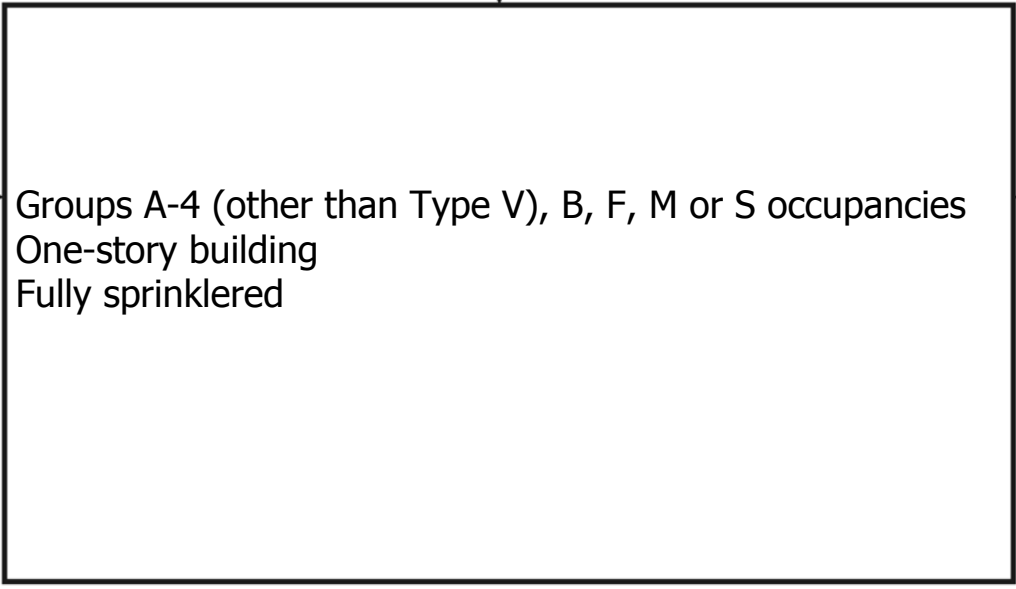 Groups A-4 (other than Type V), B, F, M or S occupancies
One-story building
Fully sprinklered